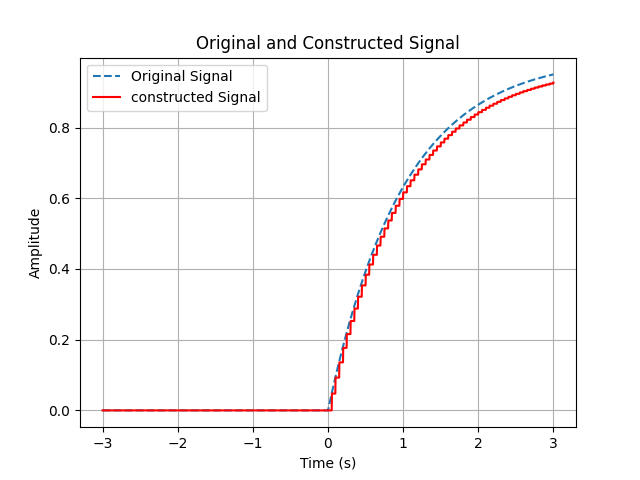 Original and Constructed Signal
Original Signal
constructed Signal
Amplitude
0.8
0.6
0.4
0.2
0.0
−3
−2
−1
0
1
2
3
Time (s)